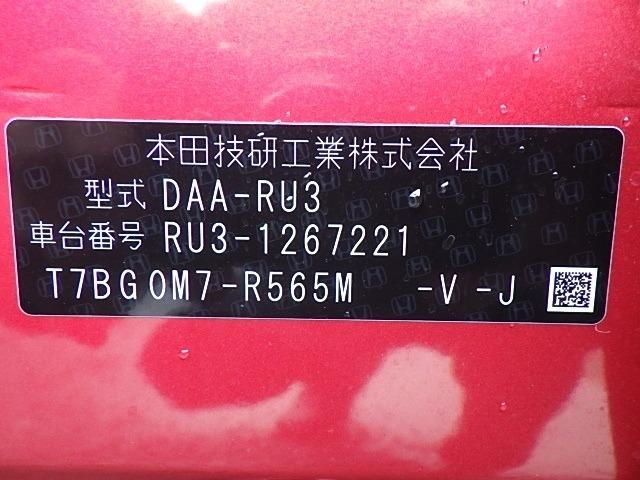 本田技研工業株式会社
型式 DAA-RU3
車台番号 RU3-1267221
T7BG0M7-R565M -V -J